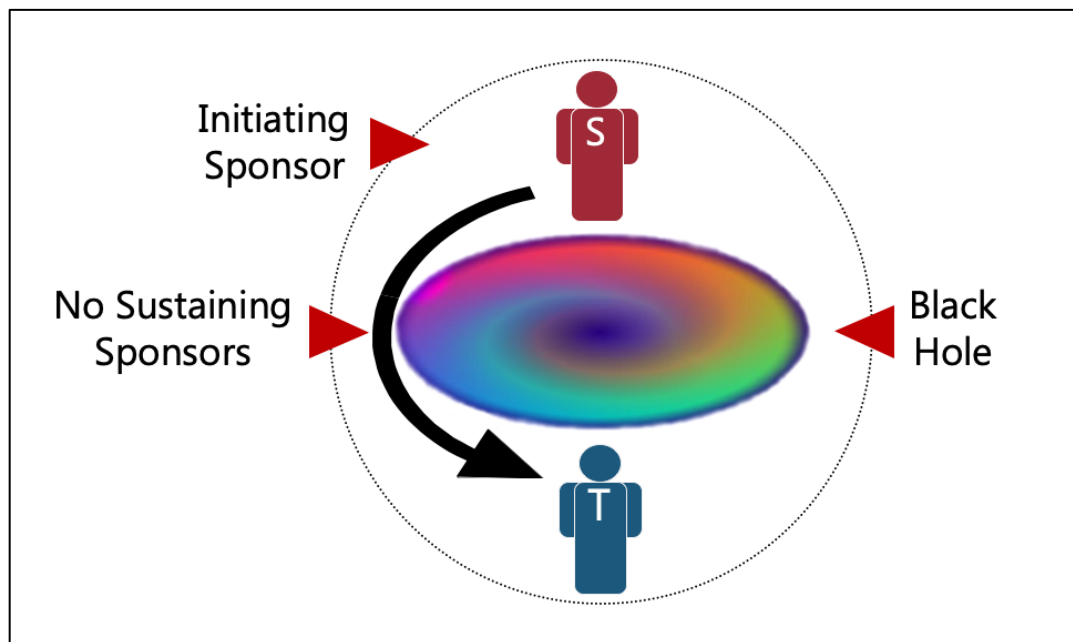 Initiating
Sponsor
S
No Sustaining
Sponsors
Black
Hole
T